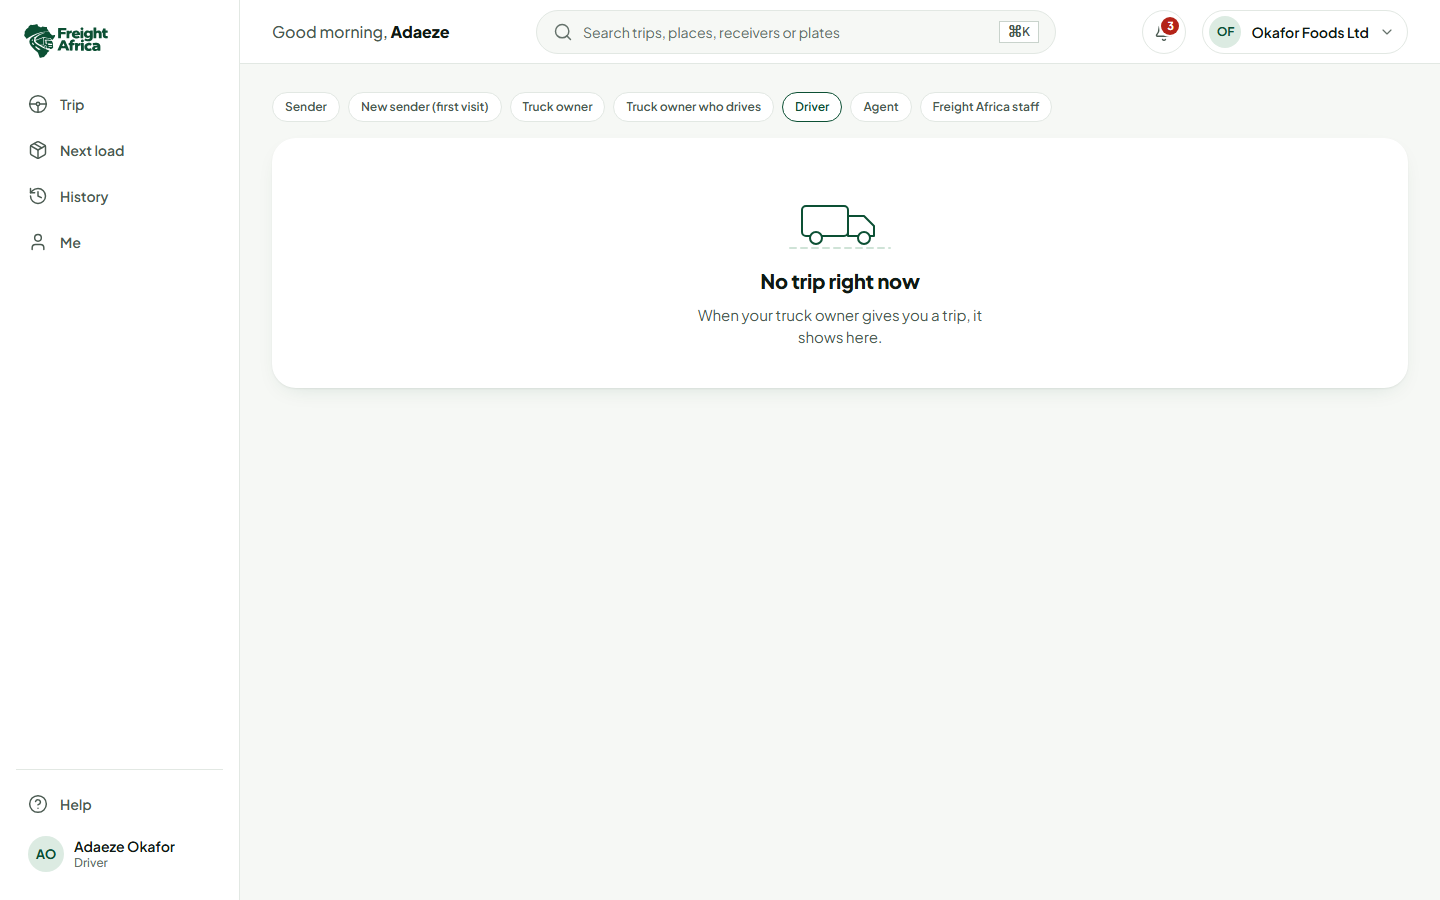 Freight
Africa
Good morning, Adaeze
Search trips, places, receivers or plates
⌘K
3
OF
Okafor Foods Ltd
Trip
Next load
History
Me
Sender
New sender (first visit)
Truck owner
Truck owner who drives
Driver
Agent
Freight Africa staff
No trip right now
When your truck owner gives you a trip, it
shows here.
Help
AO
Adaeze Okafor
Driver